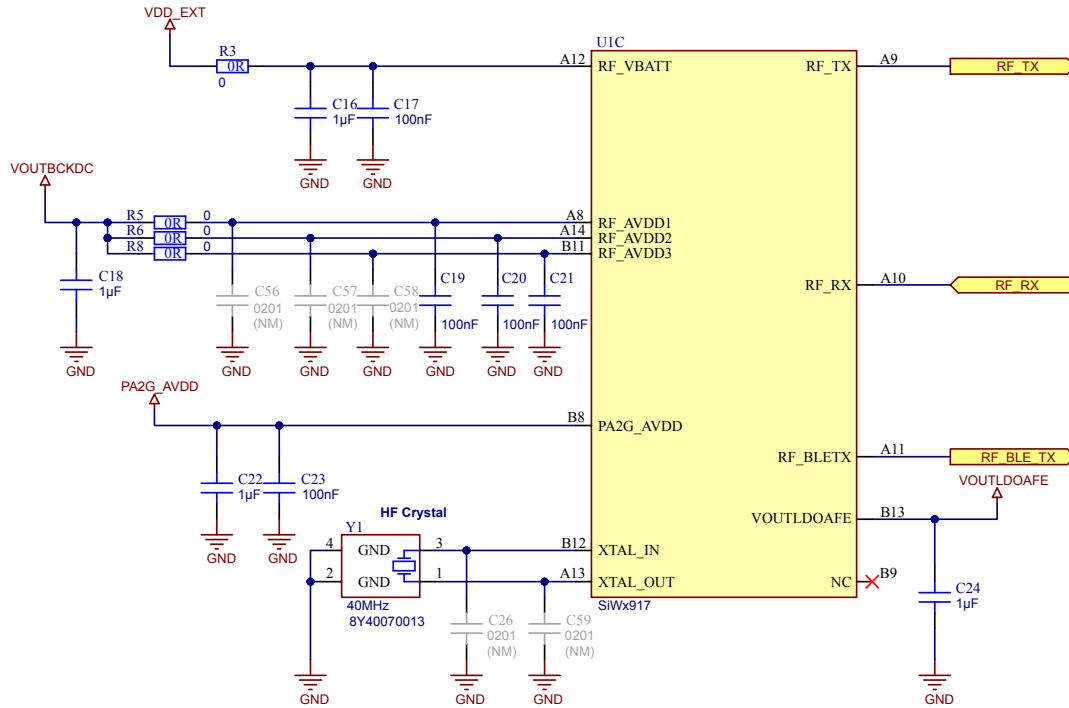 VDD_EXT
U1C
R3
0R
0
A12
RF_VBATT
RF_TX
A9
RF_TX
C16
1µF
C17
100nF
GND
GND
VOUTBCKDC
R5
0R
0
A8
RF_AVDD1
R6
0R
0
A14
RF_AVDD2
R8
0R
0
B11
RF_AVDD3
RF_RX
A10
RF_RX
C18
1µF
C56
0201
(NM)
C57
0201
(NM)
C58
0201
(NM)
C19
100nF
C20
100nF
C21
100nF
GND
GND
GND
GND
GND
GND
GND
PA2G_AVDD
B8
PA2G_AVDD
RF_BLETX
A11
RF_BLE_TX
C22
1µF
C23
100nF
GND
GND
VOUTLDOAFE
VOUTLDOAFE
B13
HF Crystal
Y1
4
GND
3
2
GND
1
40MHz
8Y40070013
B12
XTAL_IN
A13
XTAL_OUT
NC
B9
SiWx917
C26
0201
(NM)
C59
0201
(NM)
C24
1µF
GND
GND
GND
GND